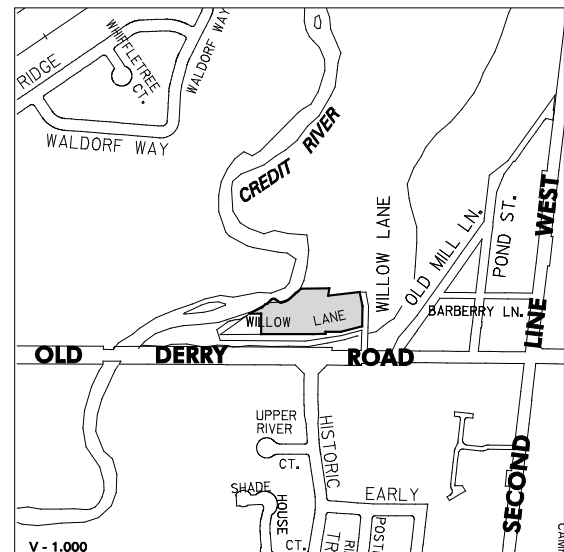 RIDGE
WHIFFLETREE
CT.
WALDORF WAY
WALDORF WAY
CREDIT RIVER
WILLOW LANE
OLD MILL LN.
POND ST.
SECOND LINE WEST
BARBERRY LN.
WILLOW LANE
OLD DERRY ROAD
UPPER
RIVER
CT.
HISTORIC
SHADE
HOUSE
CT.
EARLY
V - 1.000